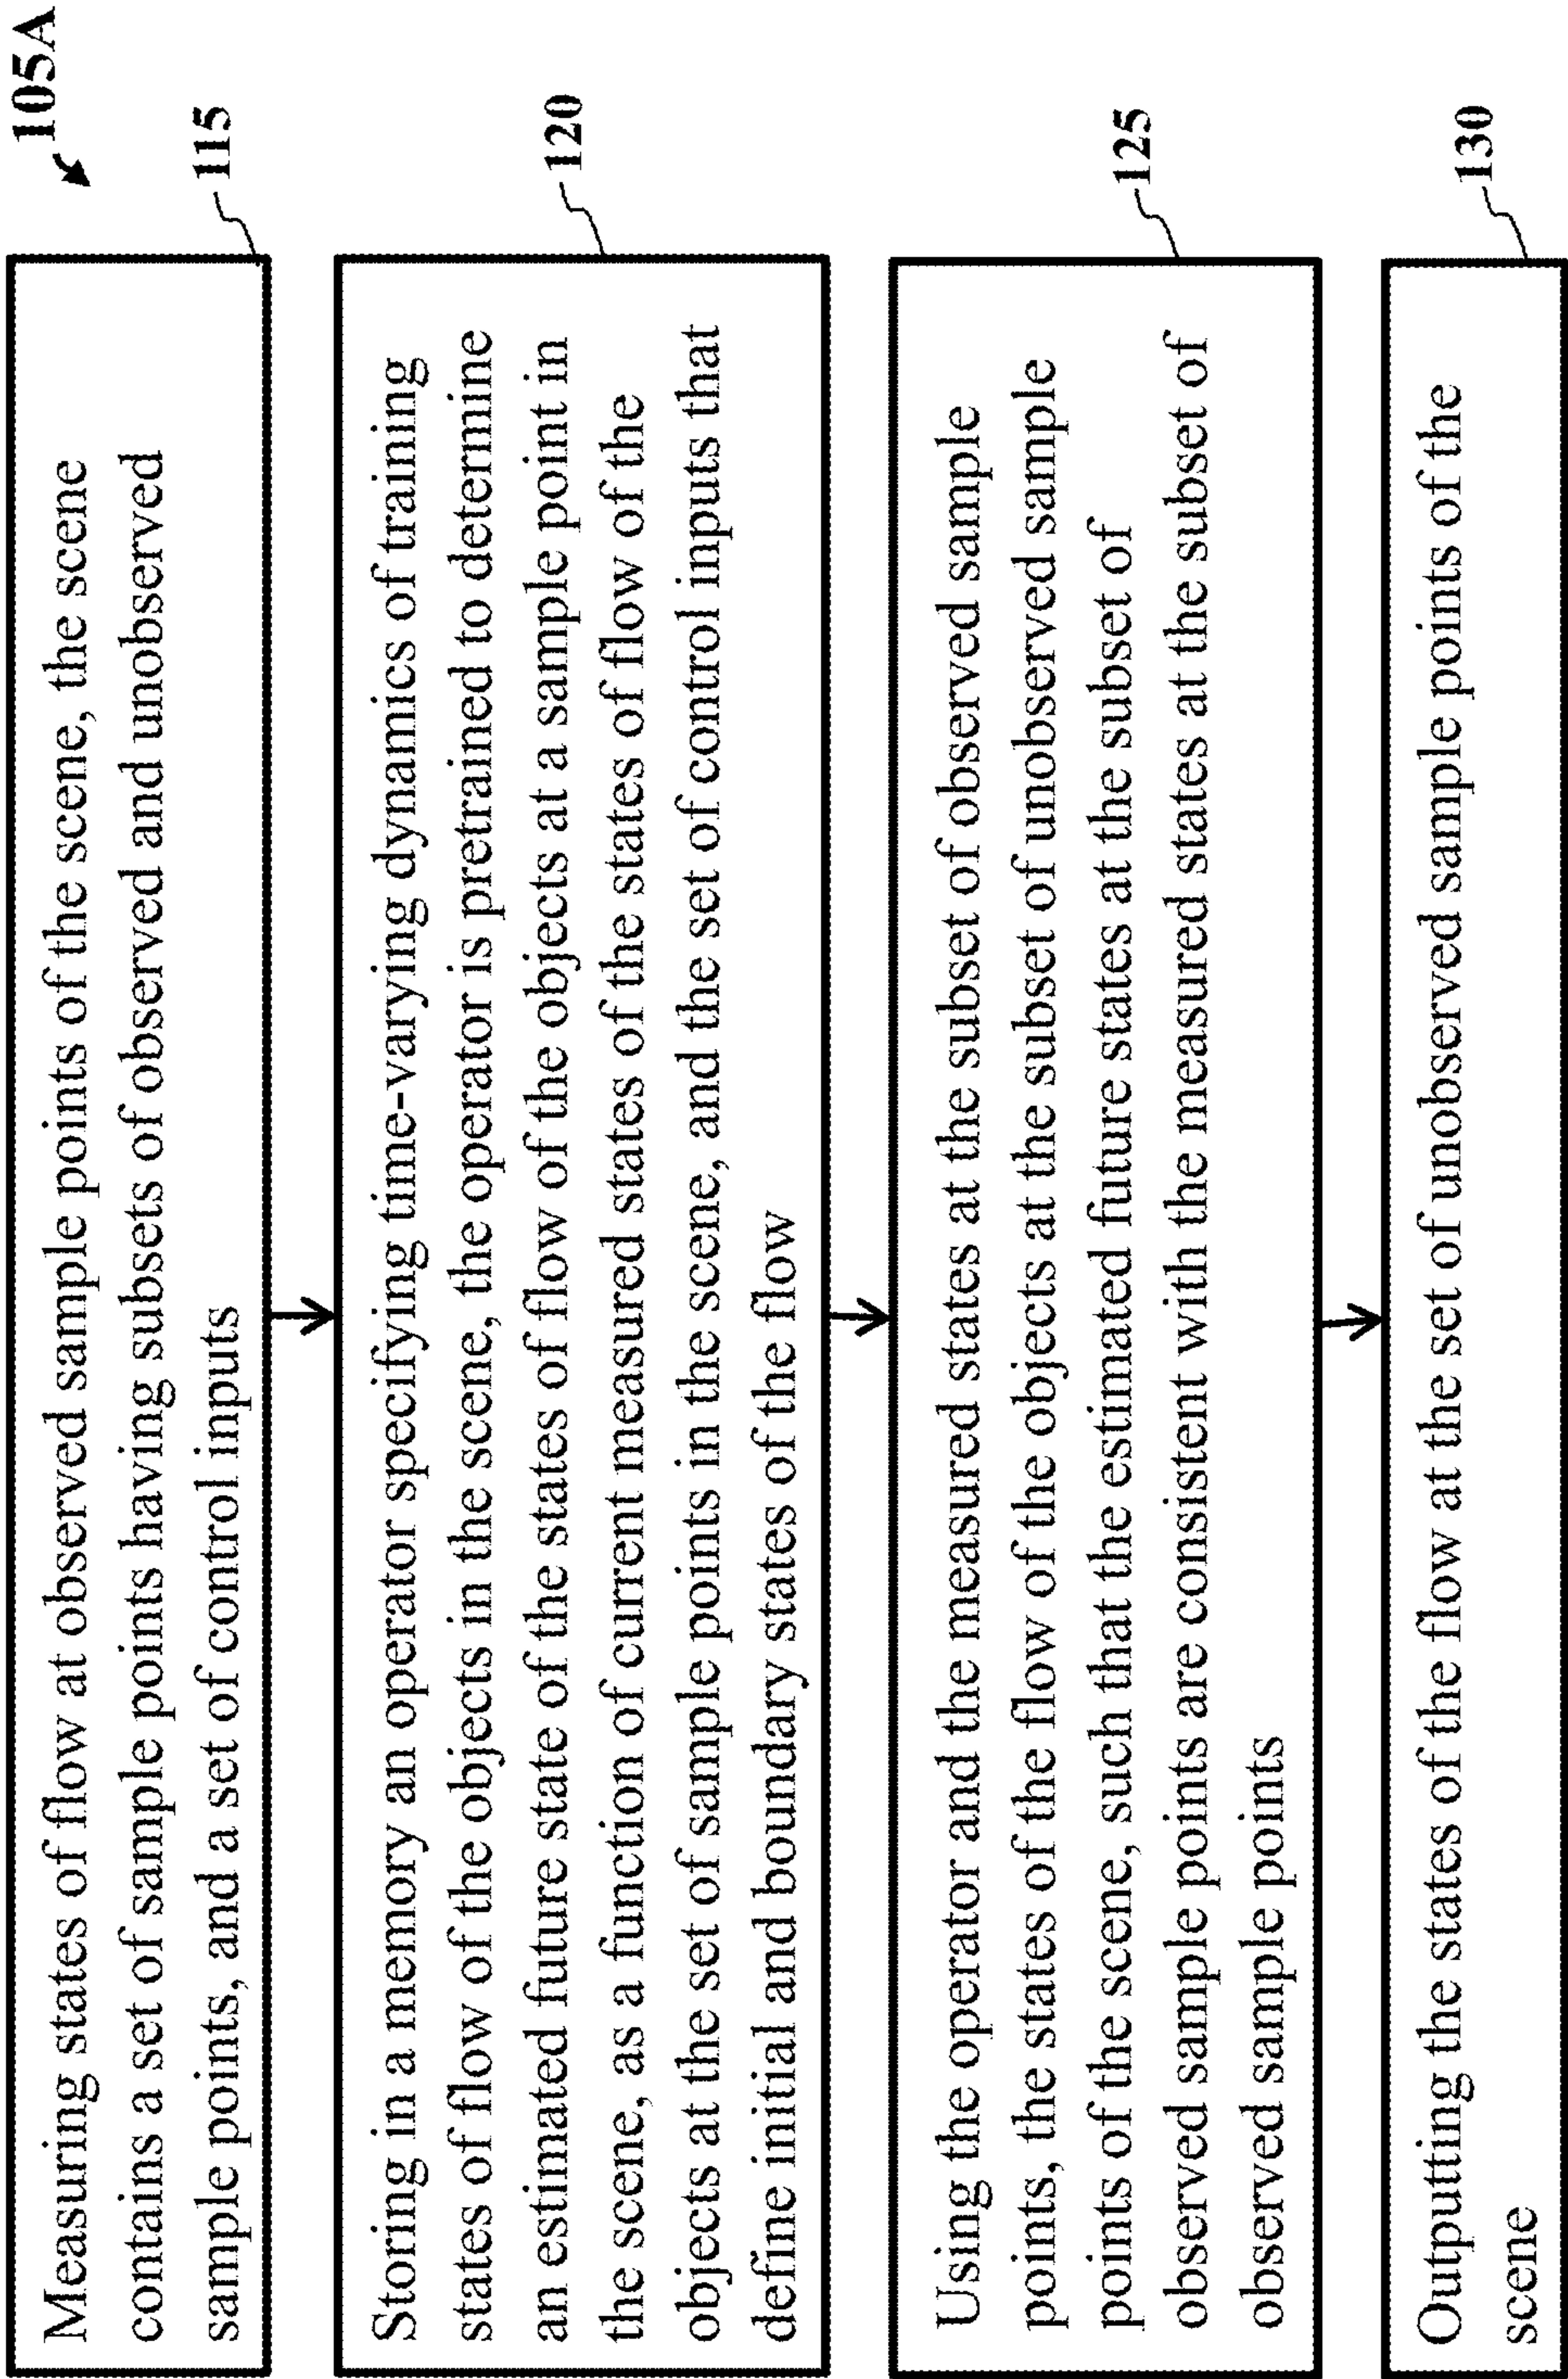 105A
Measuring states of flow at observed sample points of the scene, the scene
contains a set of sample points having subsets of observed and unobserved
sample points, and a set of control inputs
115
Storing in a memory an operator specifying time-varying dynamics of training
states of flow of the objects in the scene, the operator is pretrained to determine
an estimated future state of the states of flow of the objects at a sample point in
the scene, as a function of current measured states of the states of flow of the
objects at the set of sample points in the scene, and the set of control inputs that
define initial and boundary states of the flow
120
Using the operator and the measured states at the subset of observed sample
points, the states of the flow of the objects at the subset of unobserved sample
points of the scene, such that the estimated future states at the subset of
observed sample points are consistent with the measured states at the subset of
observed sample points
125
Outputting the states of the flow at the set of unobserved sample points of the
scene
130